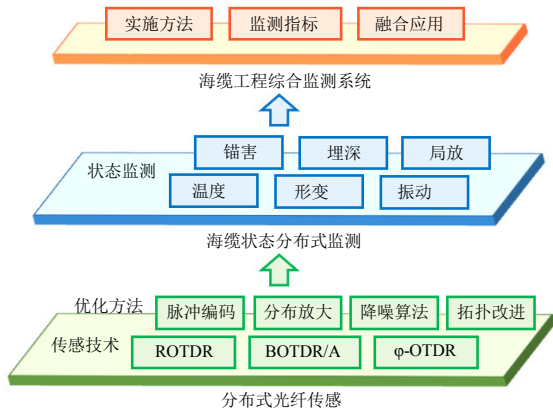 实施方法 监测指标 融合应用
海缆工程综合监测系统
锚害 埋深 局放
状态监测
温度 形变 振动
海缆状态分布式监测
优化方法 脉冲编码 分布放大 降噪算法 拓扑改进
传感技术 ROTDR BOTDR/A φ-OTDR
分布式光纤传感